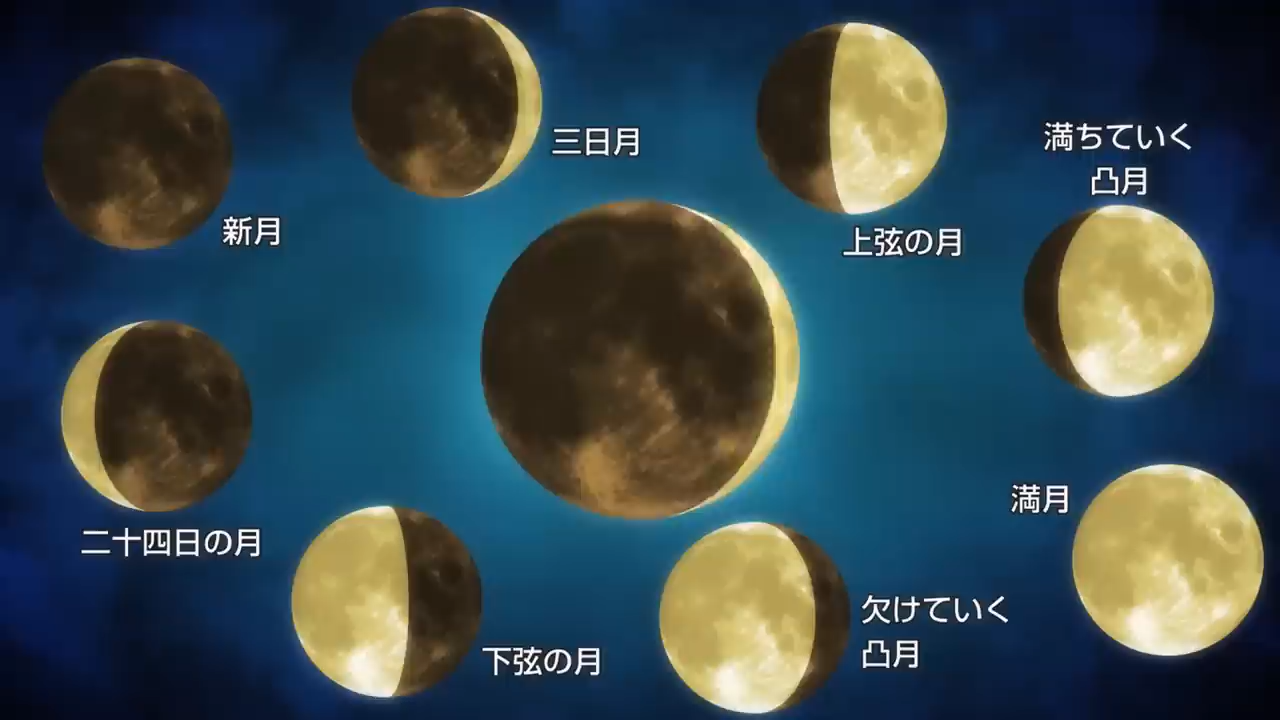 新月
三日月
上弦の月
満ちていく
凸月
満月
欠けていく
凸月
下弦の月
二十四日の月